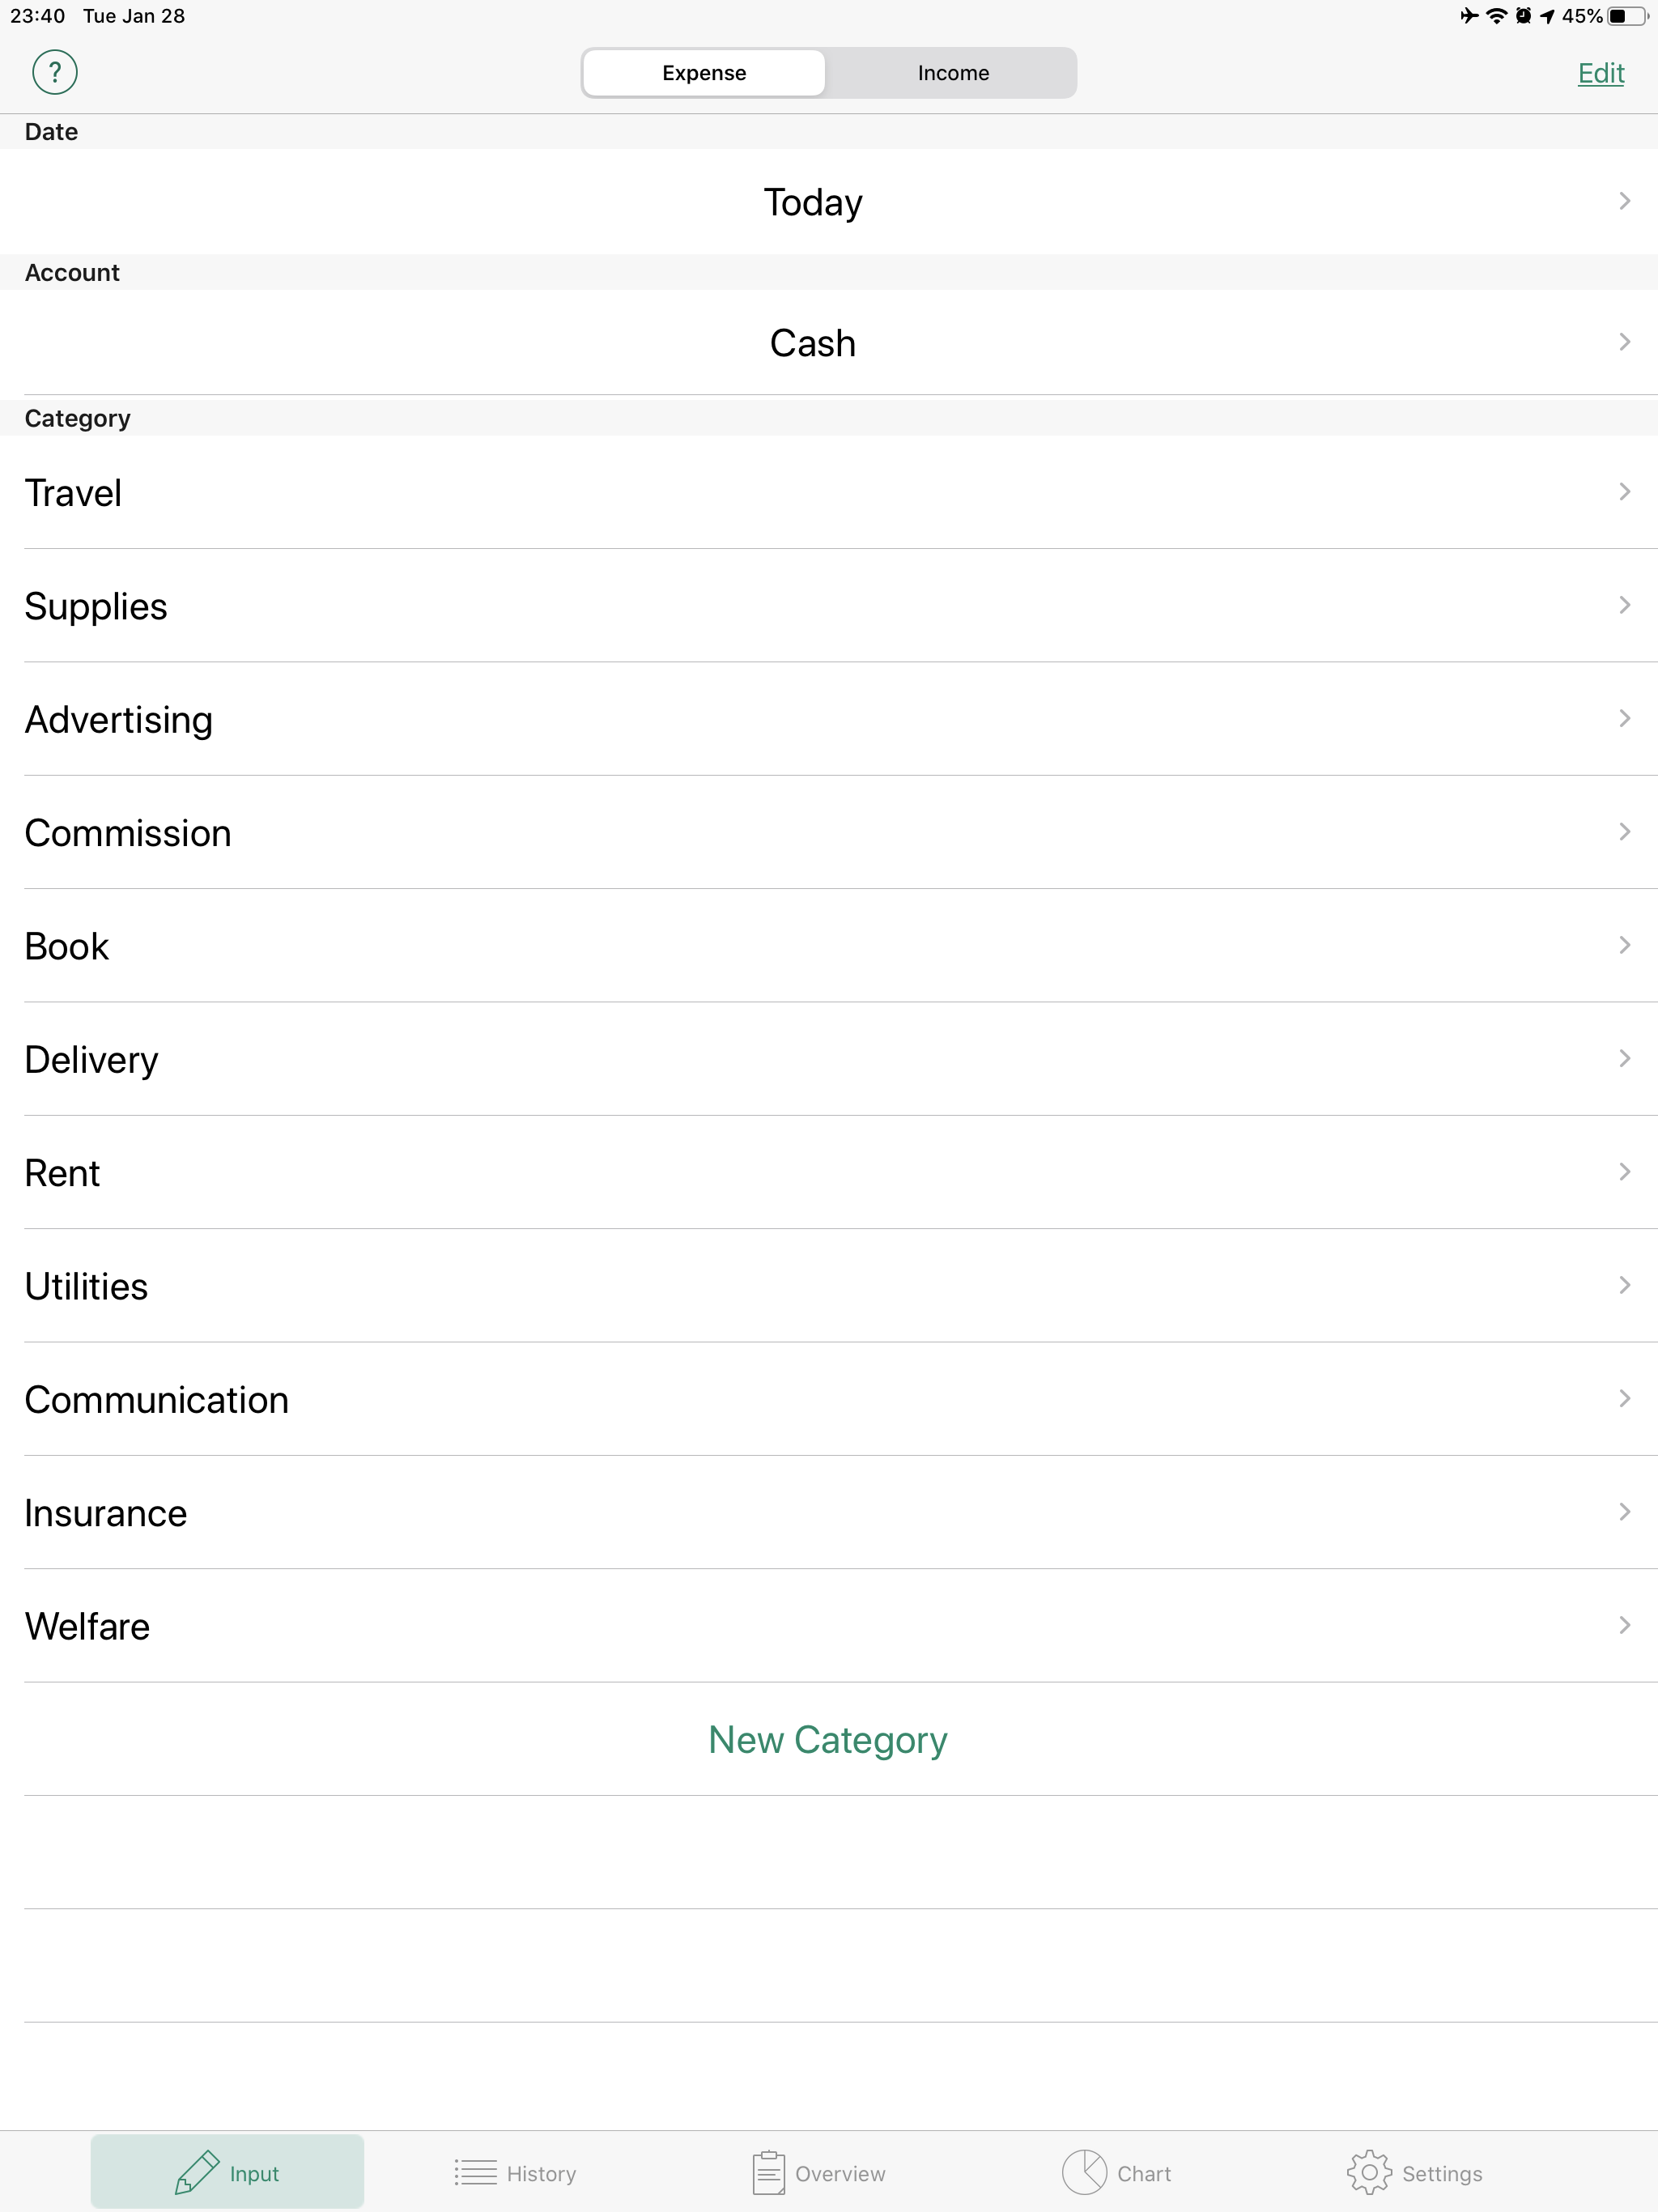 23:40 Tue Jan 28 45%
? Expense Income Edit
Date
Today
Account
Cash
Category
Travel
Supplies
Advertising
Commission
Book
Delivery
Rent
Utilities
Communication
Insurance
Welfare
New Category
Input History Overview Chart Settings